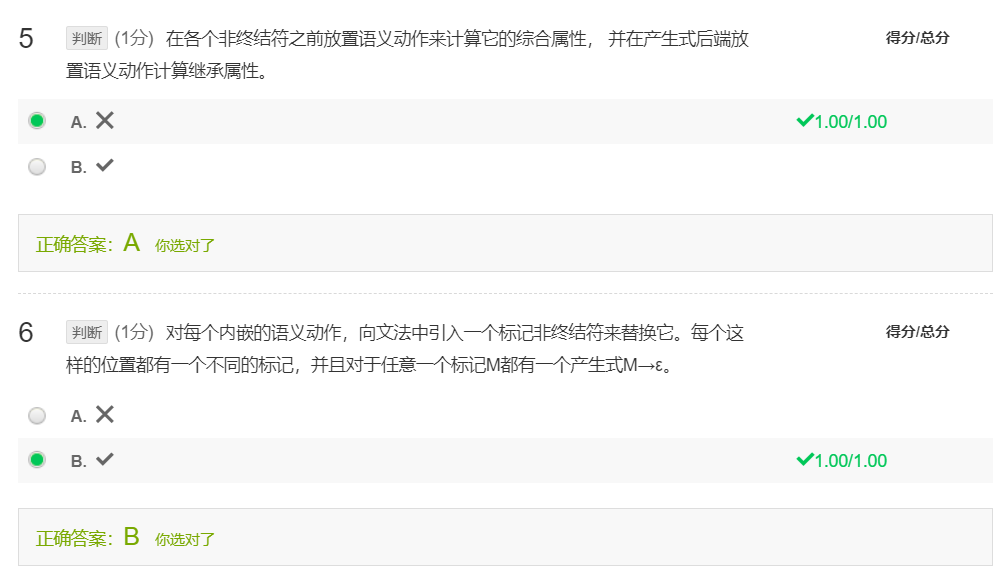 5 判断 (1分) 在各个非终结符之前放置语义动作来计算它的综合属性， 并在产生式后端放 得分/总分
置语义动作计算继承属性。
A. ✕ ✓1.00/1.00
B. ✓
正确答案：A 你选对了
6 判断 (1分) 对每个内嵌的语义动作，向文法中引入一个标记非终结符来替换它。每个这 得分/总分
样的位置都有一个不同的标记，并且对于任意一个标记M都有一个产生式M→ε。
A. ✕
B. ✓ ✓1.00/1.00
正确答案：B 你选对了